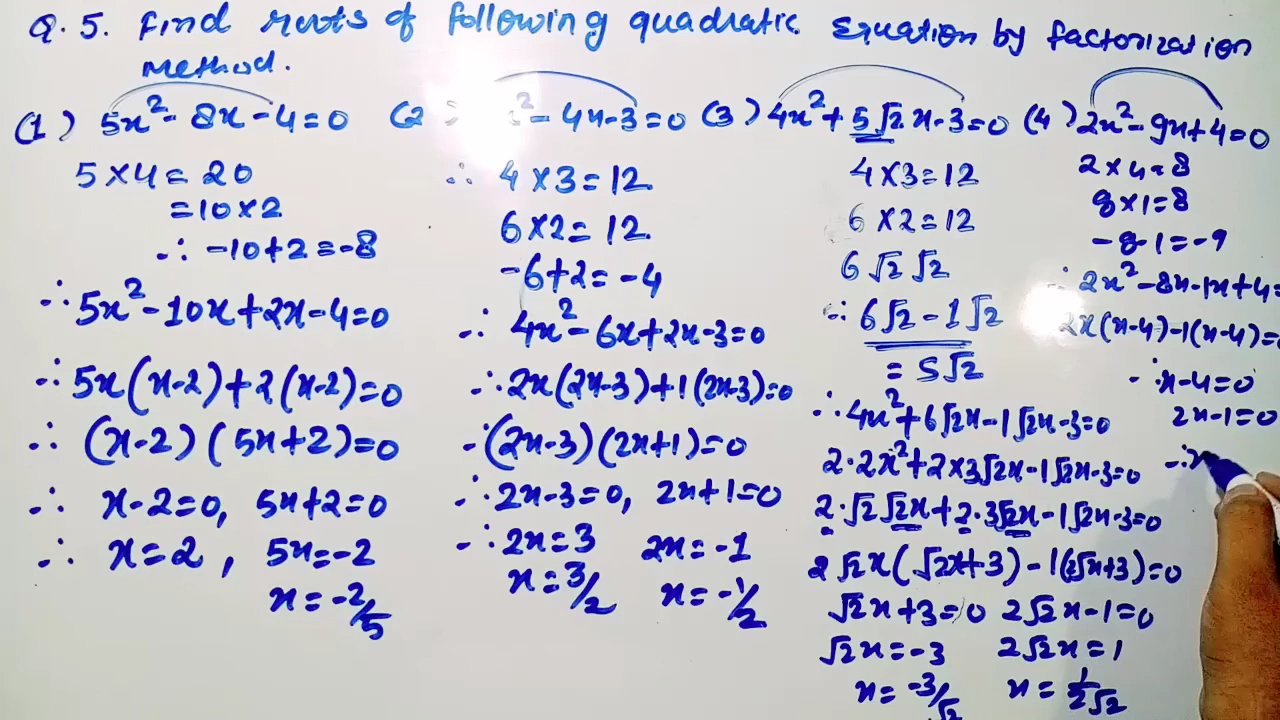 Q. 5. Find roots of following quadratic Equation by factorization
method.
(1) 5x² - 8x - 4 = 0
5 × 4 = 20
= 10 × 2
∴ -10 + 2 = -8
∴ 5x² - 10x + 2x - 4 = 0
∴ 5x(x-2) + 2(x-2) = 0
∴ (x-2) (5x+2) = 0
∴ x-2=0, 5x+2=0
∴ x=2, 5x=-2
x=-2/5
(2) ² - 4x - 3 = 0
∴ 4 × 3 = 12
6 × 2 = 12
-6 + 2 = -4
∴ 4x² - 6x + 2x - 3 = 0
∴ 2x(2x-3) + 1(2x-3) = 0
∴ (2x-3) (2x+1) = 0
∴ 2x-3=0, 2x+1=0
∴ 2x=3 2x=-1
x=3/2 x=-1/2
(3) 4x² + 5√2 x - 3 = 0
4 × 3 = 12
6 × 2 = 12
6 √2 √2
∴ 6√2 - 1√2
= 5√2
∴ 4x² + 6√2x - 1√2x - 3 = 0
2·2x² + 2×3√2x - 1√2x - 3 = 0
2·√2√2x + 2·3√2x - 1√2x - 3 = 0
2√2x(√2x+3) - 1(√x+3) = 0
√2x+3=0 2√2x-1=0
√2x=-3 2√2x=1
x=-3/√2 x=1/2√2
(4) 2x² - 9x + 4 = 0
2 × 4 = 8
8 × 1 = 8
-8-1=-9
∴ 2x² - 8x - 1x + 4 =
2x(x-4) - 1(x-4) = 0
∴ x-4=0
2x-1=0
∴ x